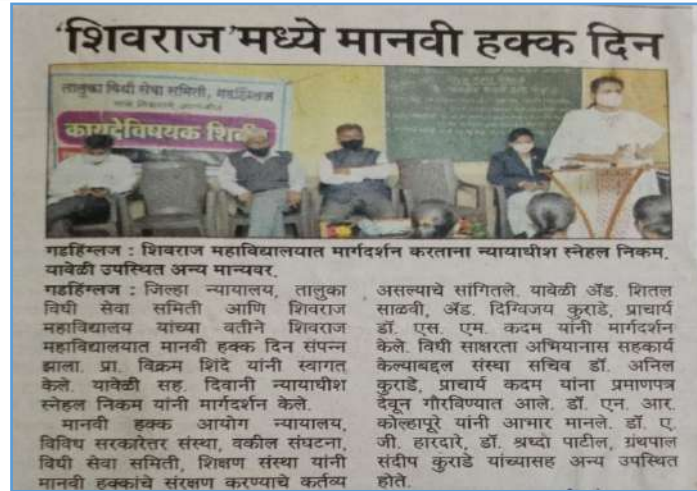 'शिवराज'मध्ये मानवी हक्क दिन
तालुका विधी सेवा समिती, गडहिंग्लज
कायदेविषयक शिबीर
गडहिंग्लज : शिवराज महाविद्यालयात मार्गदर्शन करताना न्यायाधीश स्नेहल निकम.
यावेळी उपस्थित अन्य मान्यवर.
गडहिंग्लज : जिल्हा न्यायालय, तालुका
विधी सेवा समिती आणि शिवराज
महाविद्यालय यांच्या वतीने शिवराज
महाविद्यालयात मानवी हक्क दिन संपन्न
झाला. प्रा. विक्रम शिंदे यांनी स्वागत
केले. यावेळी सह. दिवानी न्यायाधीश
स्नेहल निकम यांनी मार्गदर्शन केले.
मानवी हक्क आयोग न्यायालय,
विविध सरकारेत्तर संस्था, वकील संघटना,
विधी सेवा समिती, शिक्षण संस्था यांनी
मानवी हक्कांचे संरक्षण करण्याचे कर्तव्य
असल्याचे सांगितले. यावेळी अ‍ॅड. शितल
साळवी, अ‍ॅड. दिग्विजय कुराडे, प्राचार्य
डॉ. एस. एम. कदम यांनी मार्गदर्शन
केले. विधी साक्षरता अभियानास सहकार्य
केल्याबद्दल संस्था सचिव डॉ. अनिल
कुराडे, प्राचार्य कदम यांना प्रमाणपत्र
देवून गौरविण्यात आले. डॉ. एन. आर.
कोल्हापूरे यांनी आभार मानले. डॉ. ए.
जी. हारदारे, डॉ. श्रध्दा पाटील, ग्रंथपाल
संदीप कुराडे यांच्यासह अन्य उपस्थित
होते.